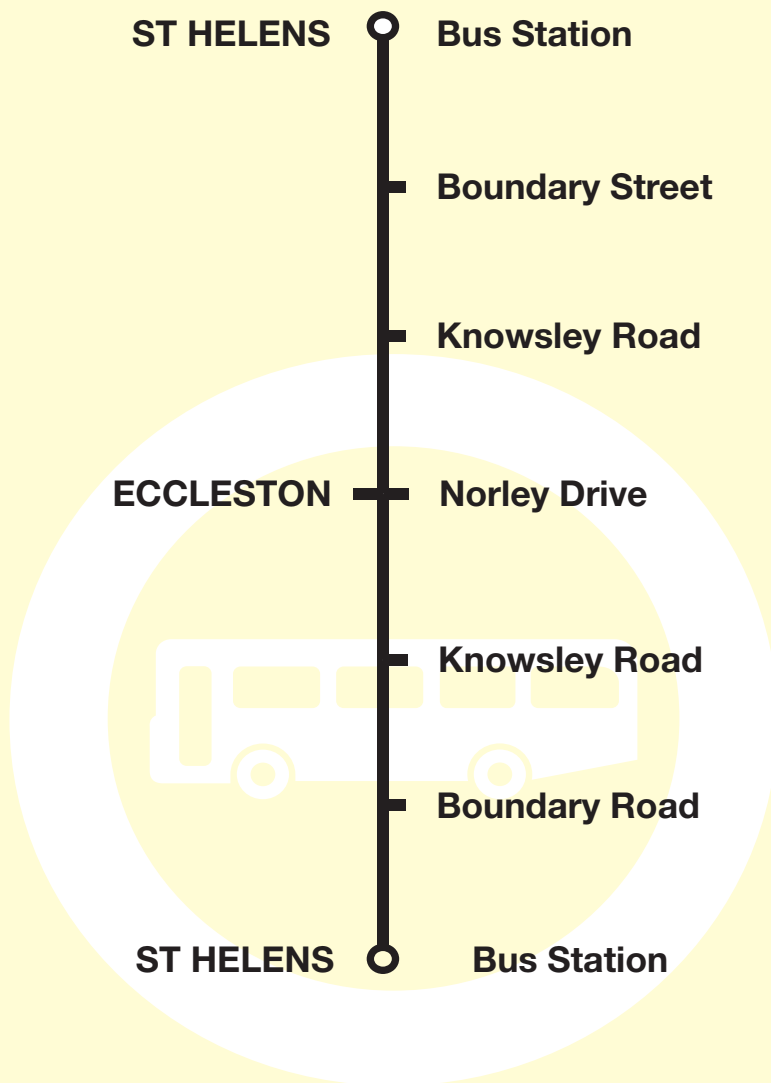 ST HELENS Bus Station
Boundary Street
Knowsley Road
ECCLESTON Norley Drive
Knowsley Road
Boundary Road
ST HELENS Bus Station